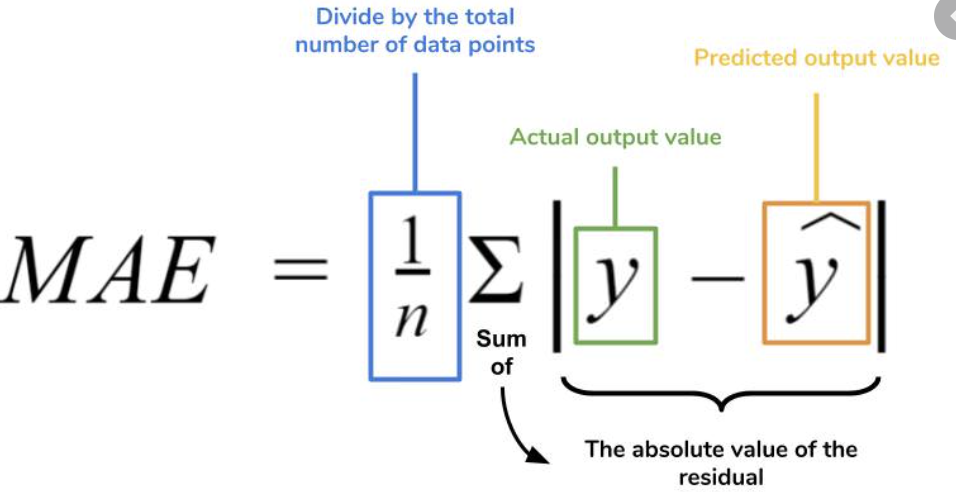 Divide by the total
number of data points
Predicted output value
Actual output value
MAE = 1/n Σ |y − ŷ|
Sum
of
The absolute value of the
residual